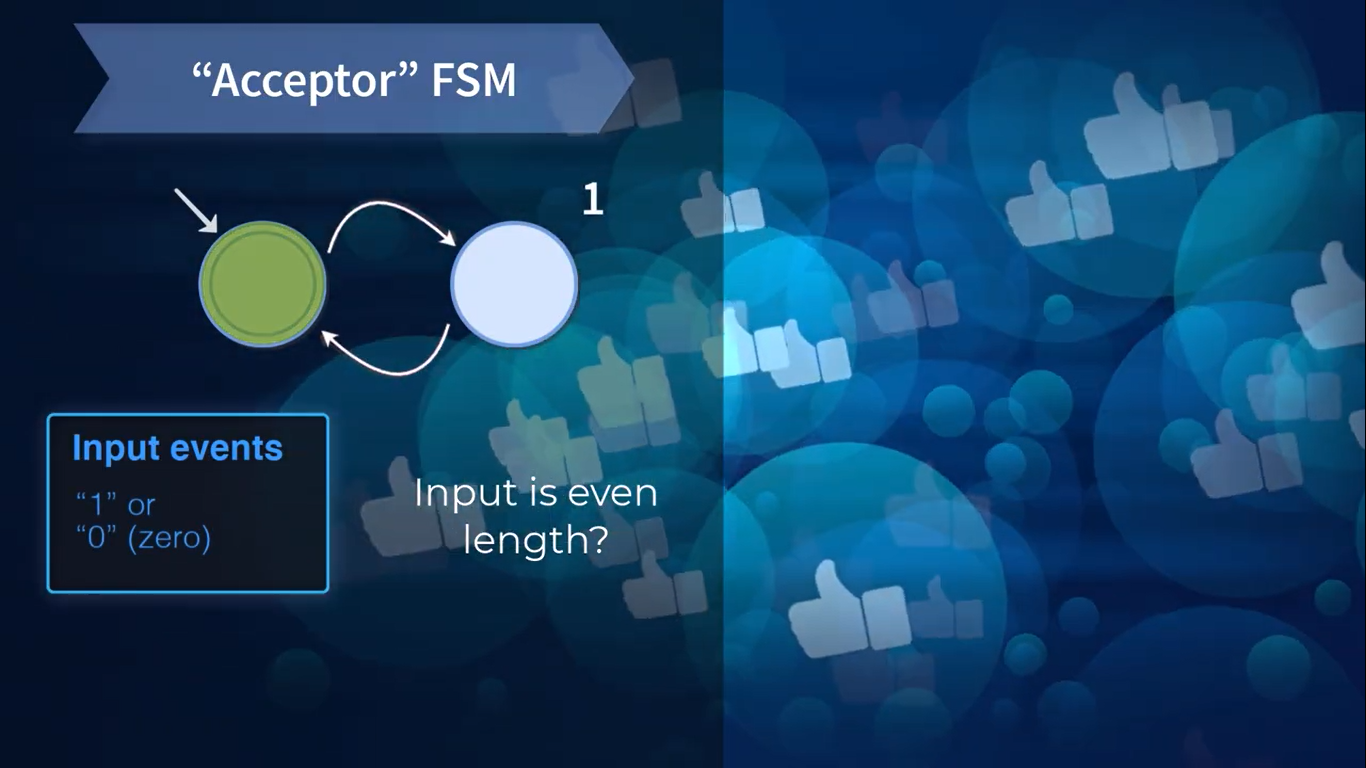 “Acceptor” FSM
1
Input events
“1” or
“0” (zero)
Input is even
length?